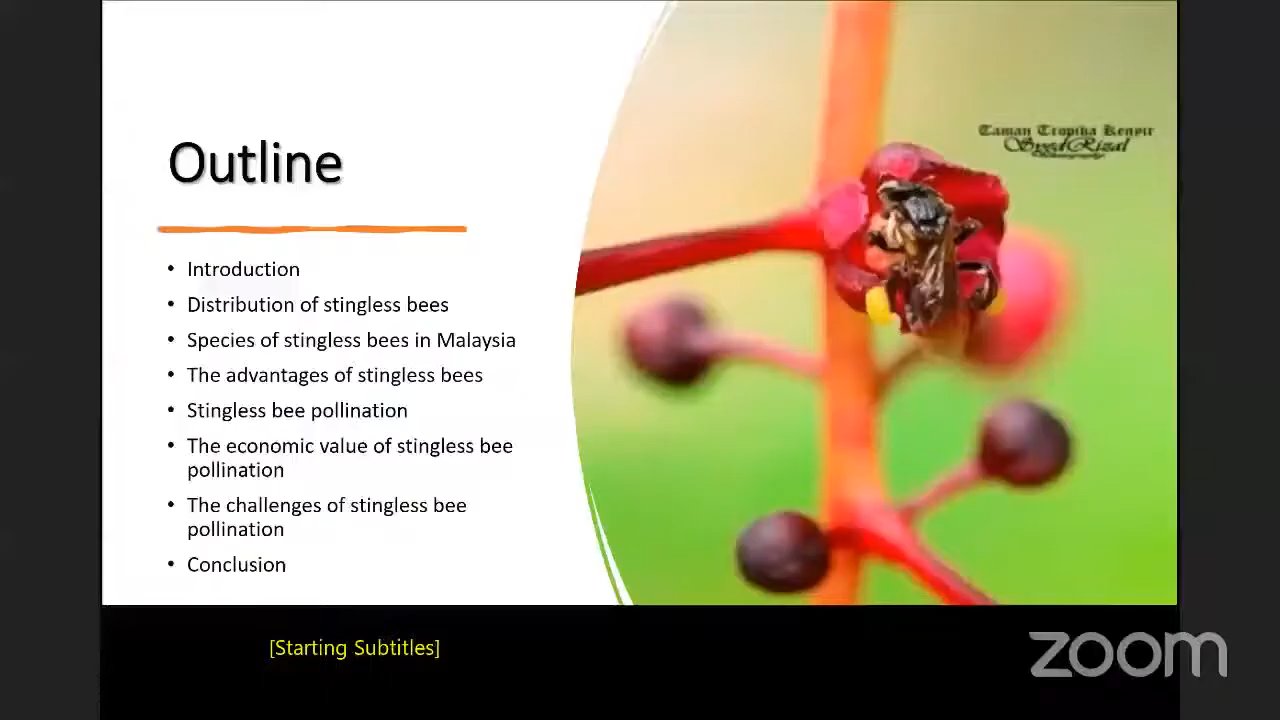 Outline
• Introduction
• Distribution of stingless bees
• Species of stingless bees in Malaysia
• The advantages of stingless bees
• Stingless bee pollination
• The economic value of stingless bee
pollination
• The challenges of stingless bee
pollination
• Conclusion
Taman Tropika Kenyir
SyedRizal
[Starting Subtitles]
zoom